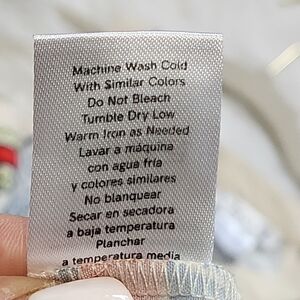 Machine Wash Cold
With Similar Colors
Do Not Bleach
Tumble Dry Low
Warm Iron as Needed
Lavar a máquina
con agua fría
y colores similares
No blanquear
Secar en secadora
a baja temperatura
Planchar
a temperatura media